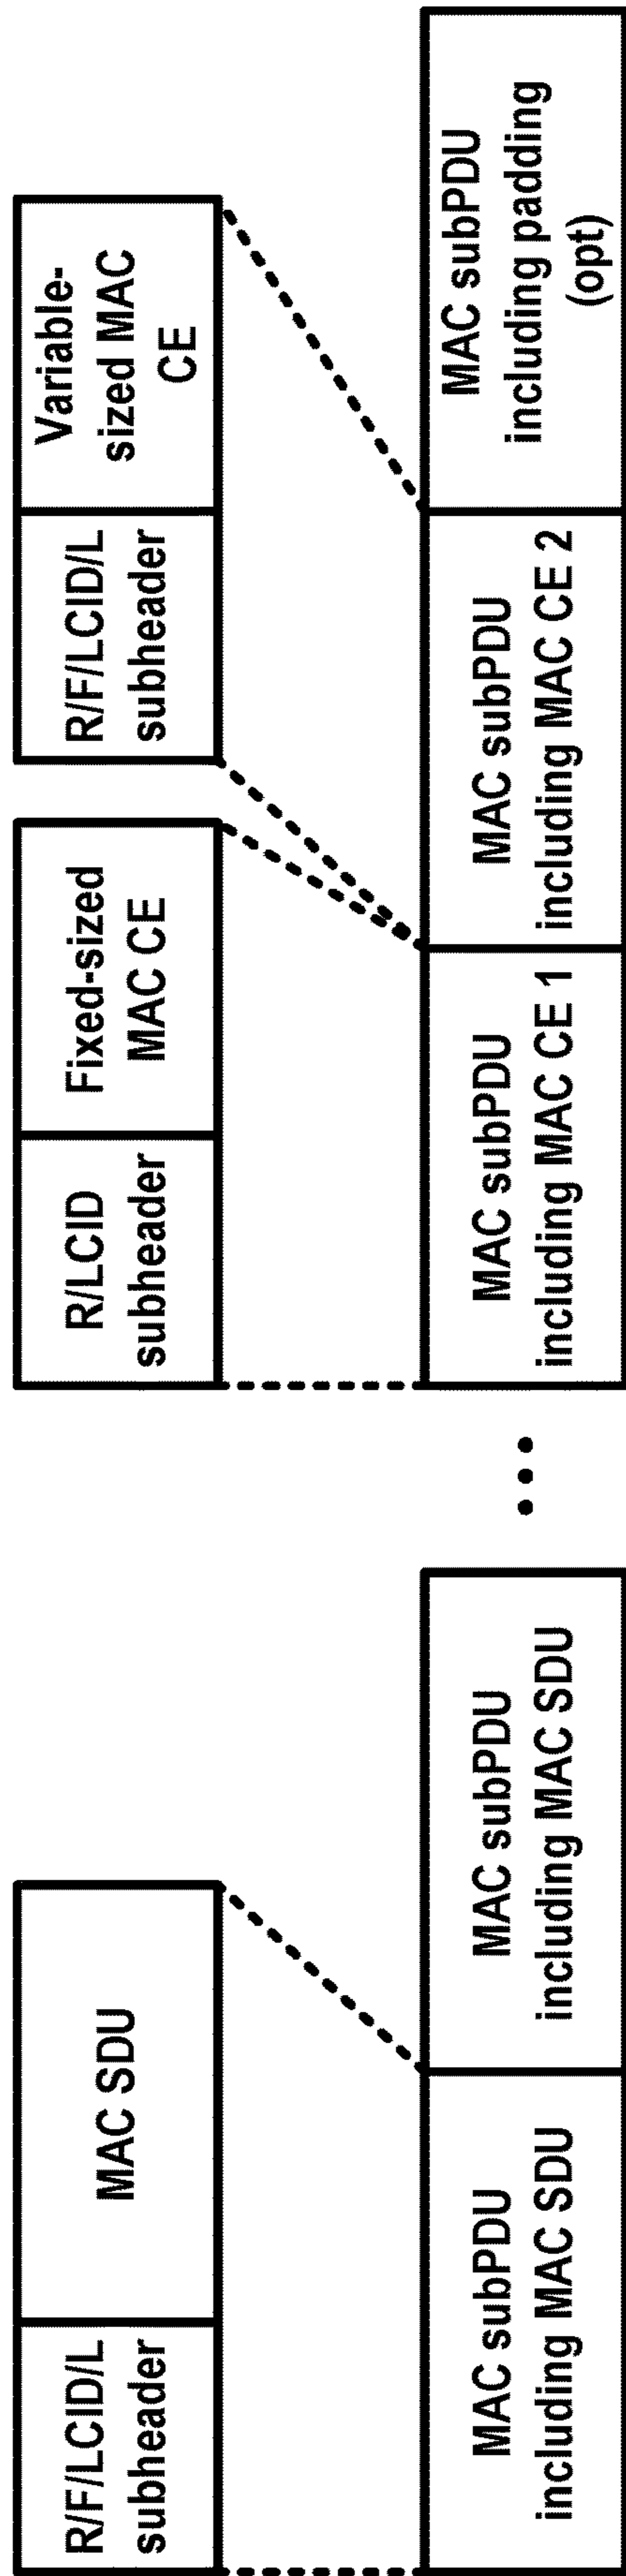 R/F/LCID/L
subheader
MAC SDU
R/LCID
subheader
Fixed-sized
MAC CE
R/F/LCID/L
subheader
Variable-
sized MAC
CE
MAC subPDU
including MAC SDU
MAC subPDU
including MAC SDU
...
MAC subPDU
including MAC CE 1
MAC subPDU
including MAC CE 2
MAC subPDU
including padding
(opt)